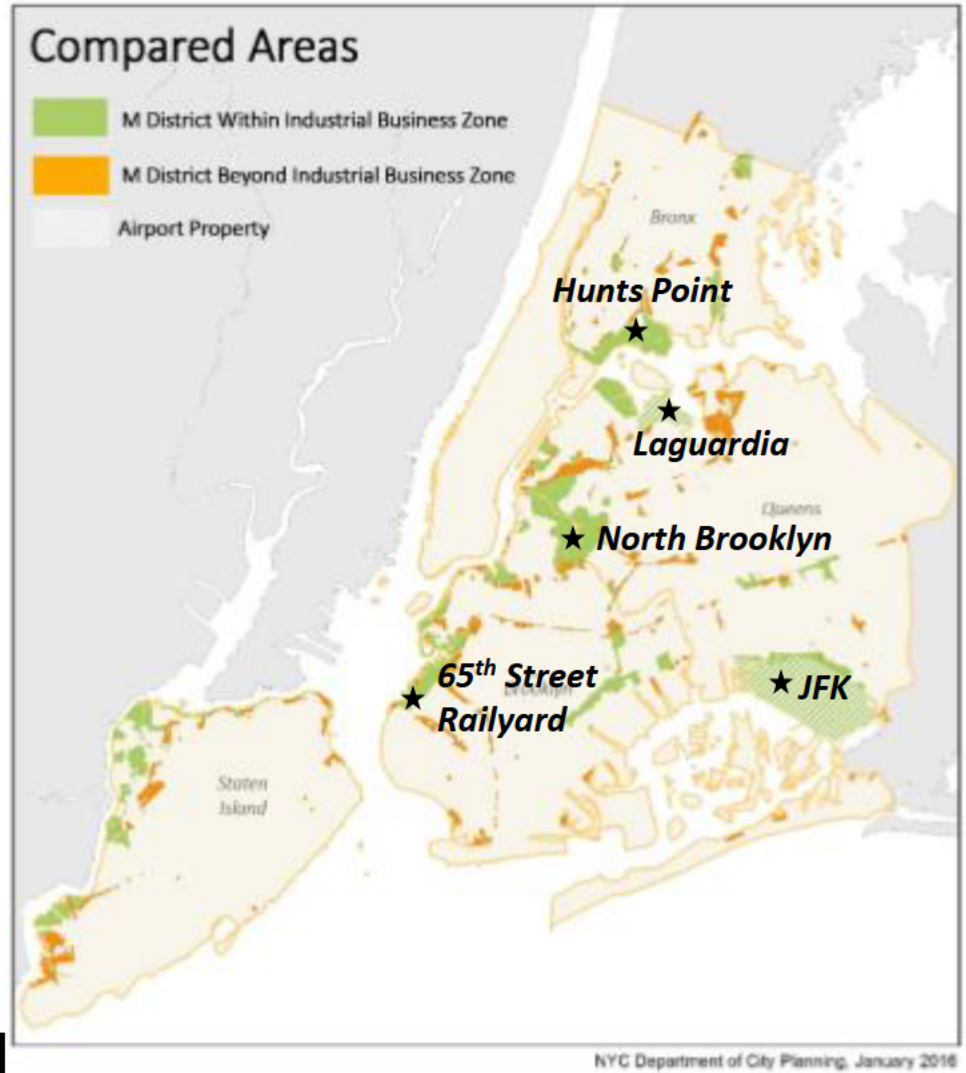 Compared Areas
M District Within Industrial Business Zone
M District Beyond Industrial Business Zone
Airport Property
Bronx
Hunts Point
Laguardia
Queens
North Brooklyn
65th Street
Brooklyn
Railyard
JFK
Staten
Island
NYC Department of City Planning, January 2016